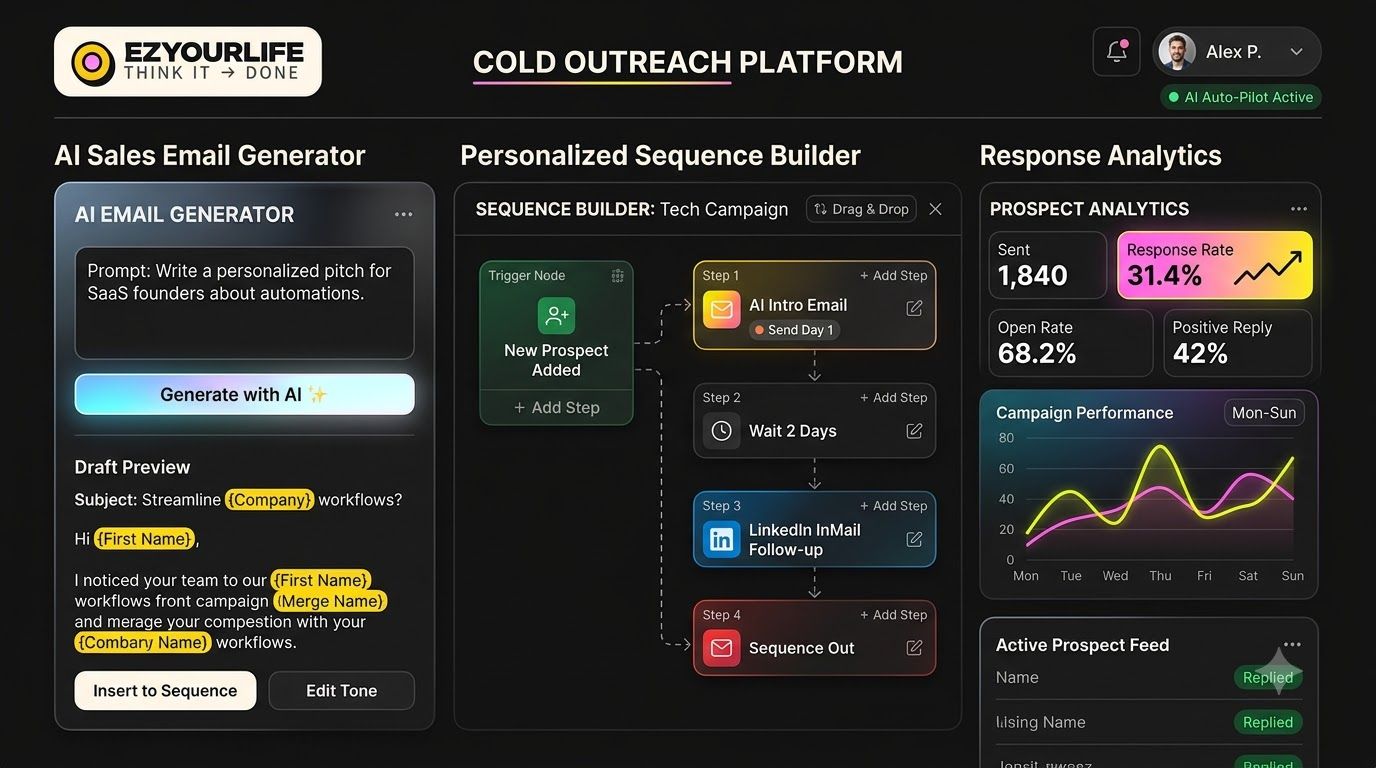 EZYOURLIFE
THINK IT → DONE
COLD OUTREACH PLATFORM
Alex P.
AI Auto-Pilot Active
AI Sales Email Generator
AI EMAIL GENERATOR
Prompt: Write a personalized pitch for
SaaS founders about automations.
Generate with AI ✨
Draft Preview
Subject: Streamline {Company} workflows?
Hi {First Name},
I noticed your team to our {First Name}
workflows front campaign {Merge Name}
and merage your compestion with your
{Combary Name} workflows.
Insert to Sequence
Edit Tone
Personalized Sequence Builder
SEQUENCE BUILDER: Tech Campaign
Drag & Drop
Trigger Node
New Prospect
Added
+ Add Step
Step 1
+ Add Step
AI Intro Email
Send Day 1
Step 2
+ Add Step
Wait 2 Days
Step 3
+ Add Step
in
LinkedIn InMail
Follow-up
Step 4
+ Add Step
Sequence Out
Response Analytics
PROSPECT ANALYTICS
Sent
1,840
Response Rate
31.4%
Open Rate
68.2%
Positive Reply
42%
Campaign Performance
Mon-Sun
80
60
40
20
0
Mon Tue Wed Thu Fri Sat Sun
Active Prospect Feed
Name
Replied
Name
Replied
Replied